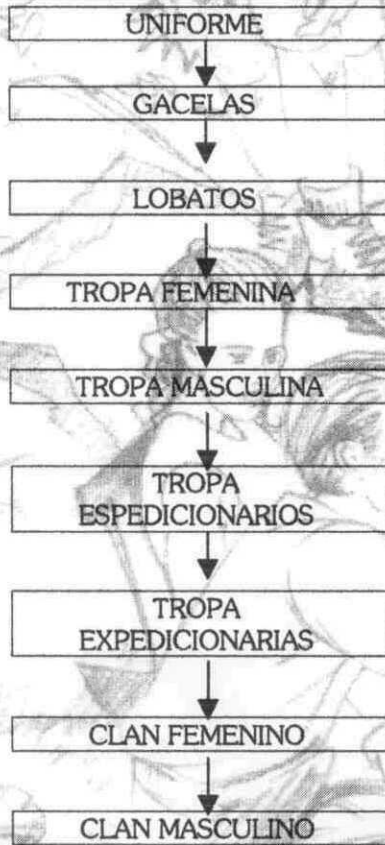 UNIFORME
GACELAS
LOBATOS
TROPA FEMENINA
TROPA MASCULINA
TROPA
ESPEDICIONARIOS
TROPA
EXPEDICIONARIAS
CLAN FEMENINO
CLAN MASCULINO